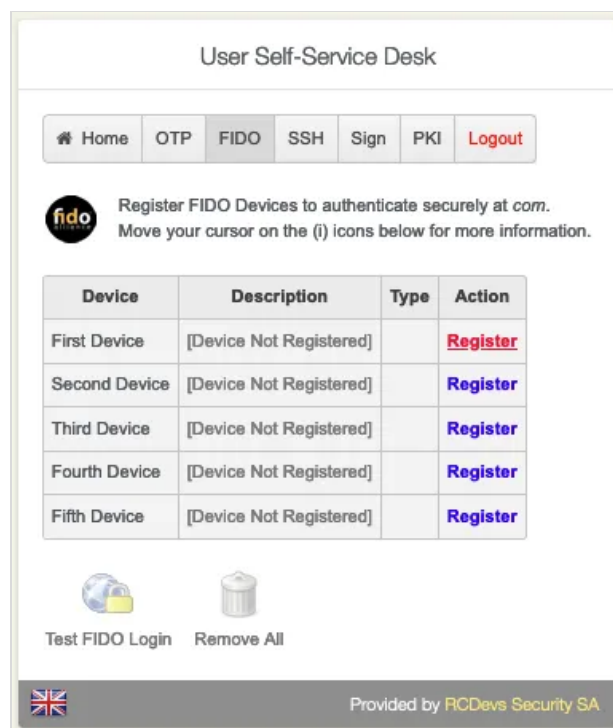 User Self-Service Desk
Home OTP FIDO SSH Sign PKI Logout
fido
alliance
Register FIDO Devices to authenticate securely at com.
Move your cursor on the (i) icons below for more information.
Device Description Type Action
First Device [Device Not Registered] Register
Second Device [Device Not Registered] Register
Third Device [Device Not Registered] Register
Fourth Device [Device Not Registered] Register
Fifth Device [Device Not Registered] Register
Test FIDO Login Remove All
Provided by RCDevs Security SA